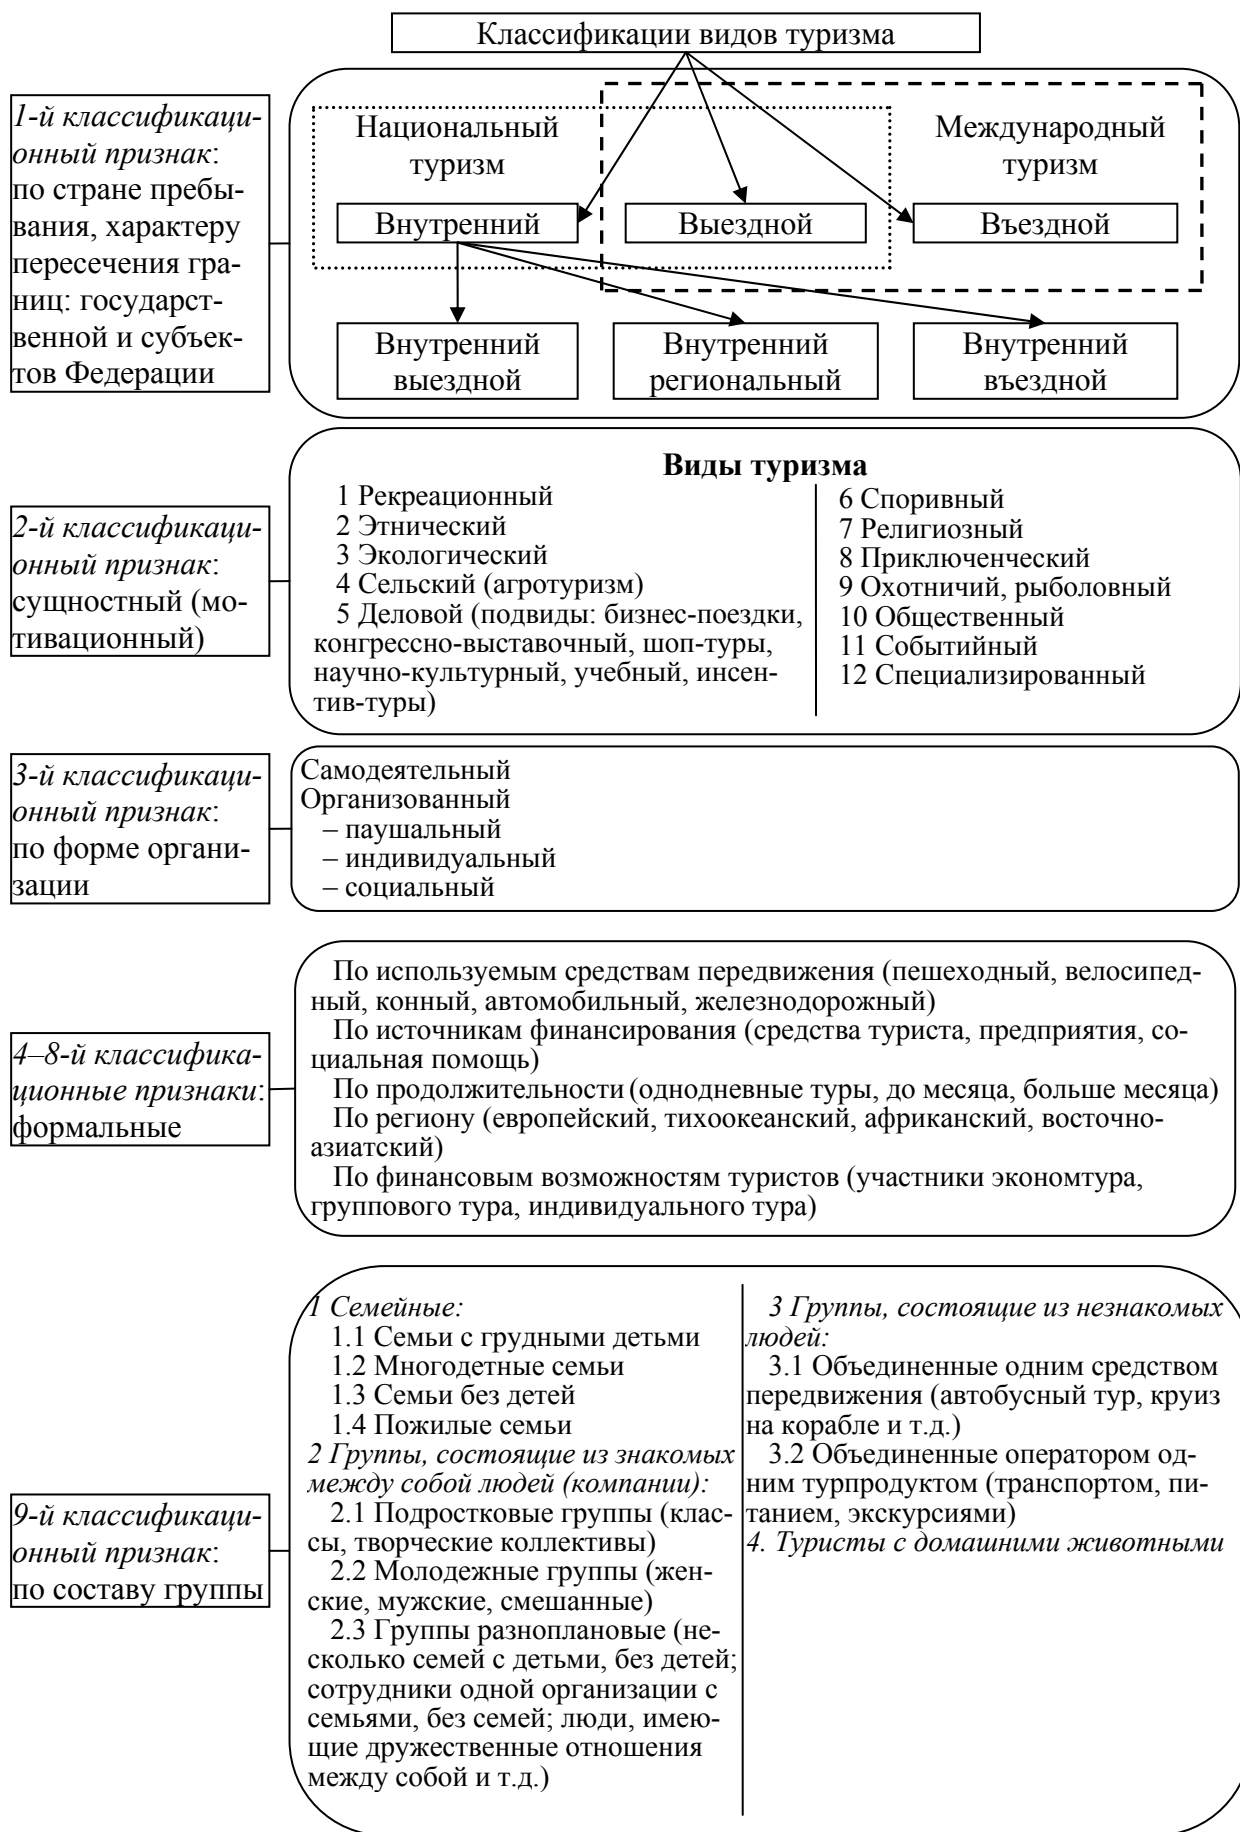 Классификации видов туризма
1-й классификаци-
онный признак:
по стране пребы-
вания, характеру
пересечения гра-
ниц: государст-
венной и субъек-
тов Федерации
Национальный
туризм
Международный
туризм
Внутренний
Выездной
Въездной
Внутренний
выездной
Внутренний
региональный
Внутренний
въездной
2-й классификаци-
онный признак:
сущностный (мо-
тивационный)
Виды туризма
1 Рекреационный
2 Этнический
3 Экологический
4 Сельский (агротуризм)
5 Деловой (подвиды: бизнес-поездки,
конгрессно-выставочный, шоп-туры,
научно-культурный, учебный, инсен-
тив-туры)
6 Споривный
7 Религиозный
8 Приключенческий
9 Охотничий, рыболовный
10 Общественный
11 Событийный
12 Специализированный
3-й классификаци-
онный признак:
по форме органи-
зации
Самодеятельный
Организованный
– паушальный
– индивидуальный
– социальный
4–8-й классифика-
ционные признаки:
формальные
По используемым средствам передвижения (пешеходный, велосипед-
ный, конный, автомобильный, железнодорожный)
По источникам финансирования (средства туриста, предприятия, со-
циальная помощь)
По продолжительности (однодневные туры, до месяца, больше месяца)
По региону (европейский, тихоокеанский, африканский, восточно-
азиатский)
По финансовым возможностям туристов (участники экономтура,
группового тура, индивидуального тура)
9-й классификаци-
онный признак:
по составу группы
1 Семейные:
1.1 Семьи с грудными детьми
1.2 Многодетные семьи
1.3 Семьи без детей
1.4 Пожилые семьи
2 Группы, состоящие из знакомых
между собой людей (компании):
2.1 Подростковые группы (клас-
сы, творческие коллективы)
2.2 Молодежные группы (жен-
ские, мужские, смешанные)
2.3 Группы разноплановые (не-
сколько семей с детьми, без детей;
сотрудники одной организации с
семьями, без семей; люди, имею-
щие дружественные отношения
между собой и т.д.)
3 Группы, состоящие из незнакомых
людей:
3.1 Объединенные одним средством
передвижения (автобусный тур, круиз
на корабле и т.д.)
3.2 Объединенные оператором од-
ним турпродуктом (транспортом, пи-
танием, экскурсиями)
4. Туристы с домашними животными